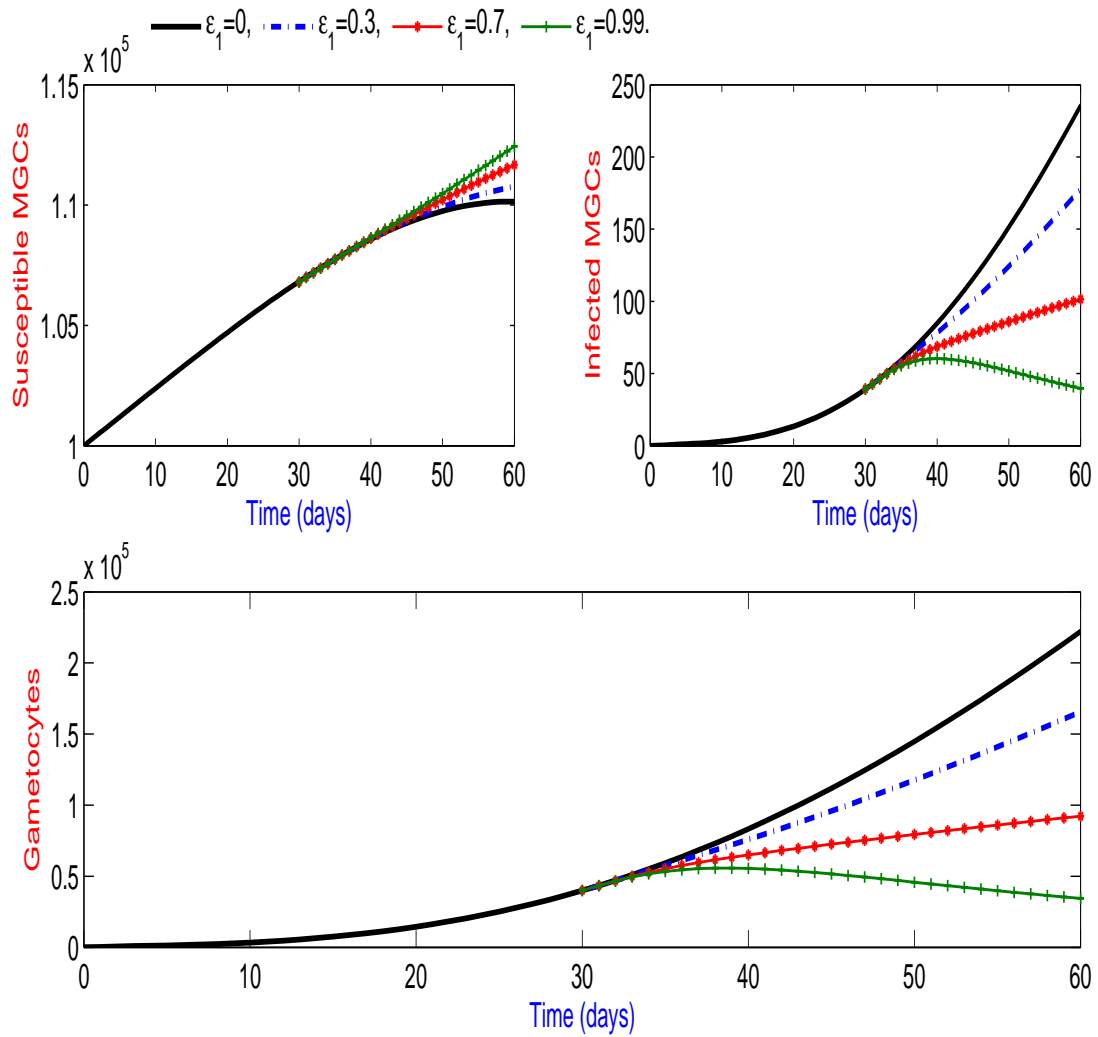 ε1=0, ε1=0.3, ε1=0.7, ε1=0.99.
x 10^5
1.15
1.1
1.05
1
Susceptible MGCs
0 10 20 30 40 50 60
Time (days)
250
200
150
100
50
0
Infected MGCs
0 10 20 30 40 50 60
Time (days)
x 10^5
2.5
2
1.5
1
0.5
0
Gametocytes
0 10 20 30 40 50 60
Time (days)